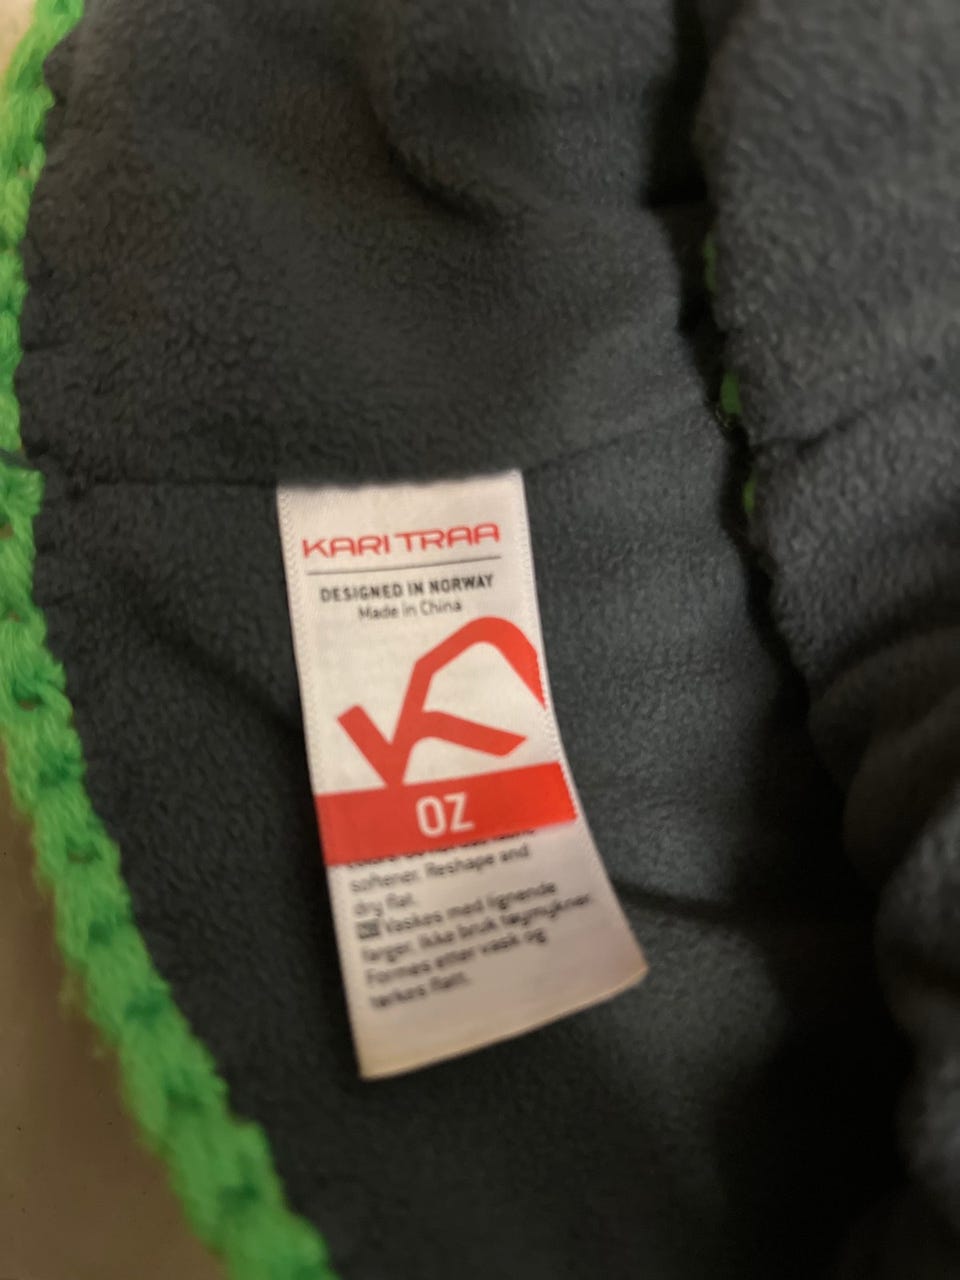 KARI TRAA
DESIGNED IN NORWAY
Made in China
OZ
softener. Reshape and
dry flat.
Vaskes med lignende
farger. Ikke bruk tøymykner.
Formes etter vask og
tørkes flatt.